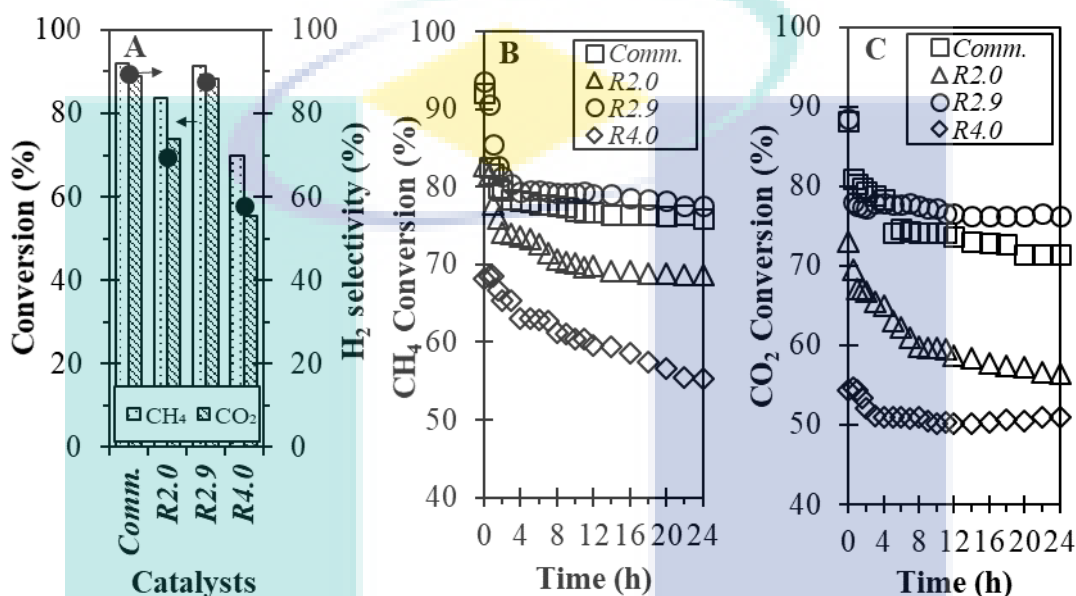 A
100
80
60
40
20
0
Conversion (%)
100
80
60
40
20
0
H₂ selectivity (%)
CH₄ CO₂
Comm.
R2.0
R2.9
R4.0
Catalysts
B
Comm.
R2.0
R2.9
R4.0
100
90
80
70
60
50
40
CH₄ Conversion (%)
0 4 8 12 16 20 24
Time (h)
C
Comm.
R2.0
R2.9
R4.0
100
90
80
70
60
50
40
CO₂ Conversion (%)
0 4 8 12 16 20 24
Time (h)